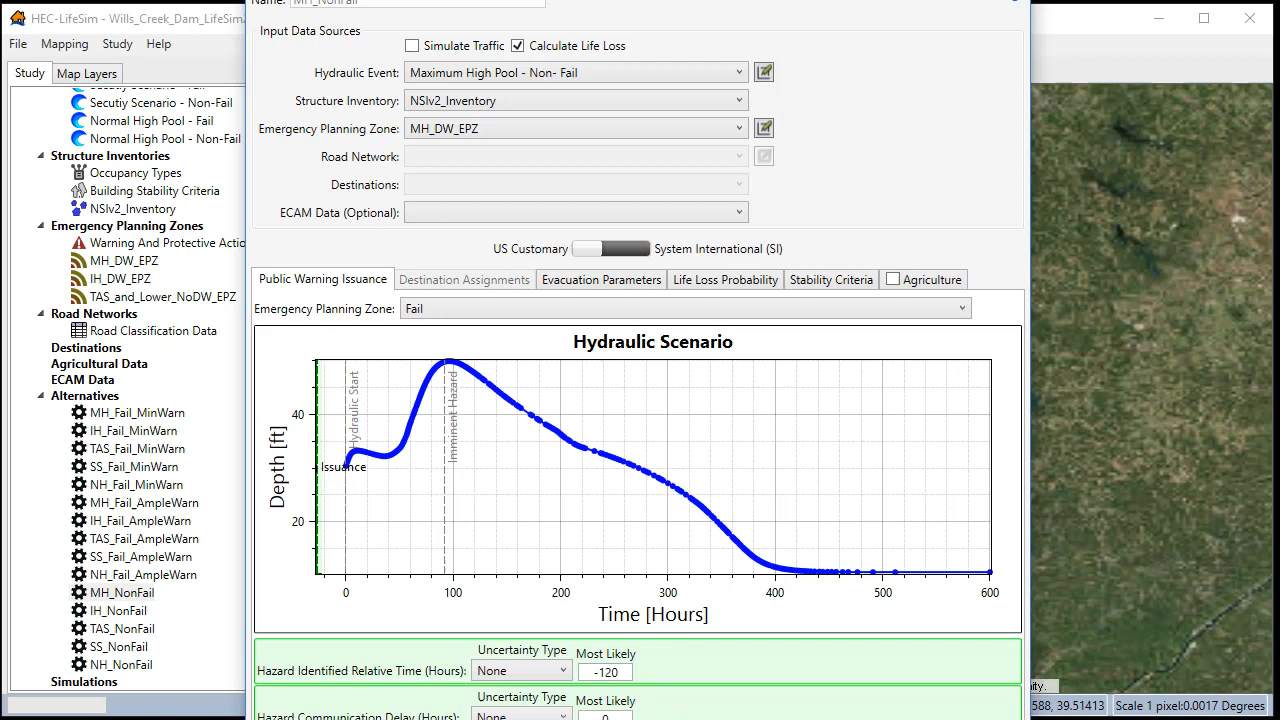 HEC-LifeSim - Wills_Creek_Dam_LifeSim
Name: MH_NonFail
File Mapping Study Help
Input Data Sources
Simulate Traffic Calculate Life Loss
Study Map Layers
Hydraulic Event: Maximum High Pool - Non- Fail
Secutiy Scenario - Non-Fail
Structure Inventory: NSIv2_Inventory
Normal High Pool - Fail
Emergency Planning Zone: MH_DW_EPZ
Normal High Pool - Non-Fail
Structure Inventories
Road Network:
Occupancy Types
Destinations:
Building Stability Criteria
NSIv2_Inventory
ECAM Data (Optional):
Emergency Planning Zones
Warning And Protective Actio
US Customary System International (SI)
MH_DW_EPZ
IH_DW_EPZ
Public Warning Issuance Destination Assignments Evacuation Parameters Life Loss Probability Stability Criteria Agriculture
TAS_and_Lower_NoDW_EPZ
Emergency Planning Zone: Fail
Road Networks
Road Classification Data
Destinations
Agricultural Data
ECAM Data
Alternatives
MH_Fail_MinWarn
IH_Fail_MinWarn
TAS_Fail_MinWarn
SS_Fail_MinWarn
NH_Fail_MinWarn
MH_Fail_AmpleWarn
IH_Fail_AmpleWarn
TAS_Fail_AmpleWarn
SS_Fail_AmpleWarn
NH_Fail_AmpleWarn
MH_NonFail
IH_NonFail
TAS_NonFail
SS_NonFail
NH_NonFail
Simulations
Hydraulic Scenario
Depth [ft]
40
20
Hydraulic Start
Imminent Hazard
Issuance
0 100 200 300 400 500 600
Time [Hours]
Uncertainty Type Most Likely
Hazard Identified Relative Time (Hours): None -120
Uncertainty Type Most Likely
Hazard Communication Delay (Hours): None 0
ity.
588, 39.51413 Scale 1 pixel:0.0017 Degrees